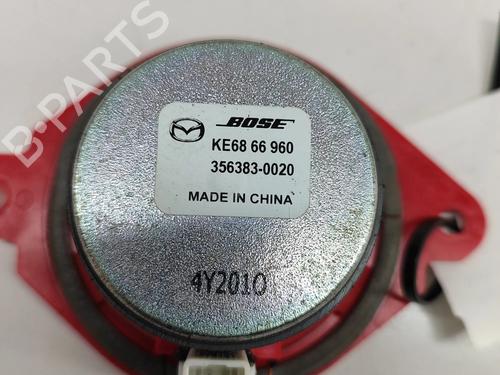 B-PARTS
BOSE
KE68 66 960
356383-0020
MADE IN CHINA
4Y2010